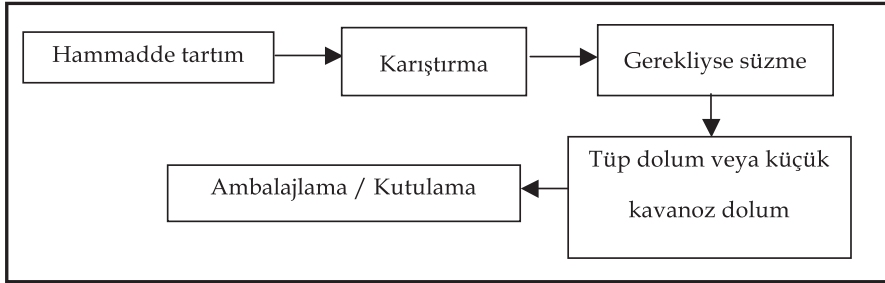 Hammadde tartım
Karıştırma
Gerekliyse süzme
Tüp dolum veya küçük
kavanoz dolum
Ambalajlama / Kutulama